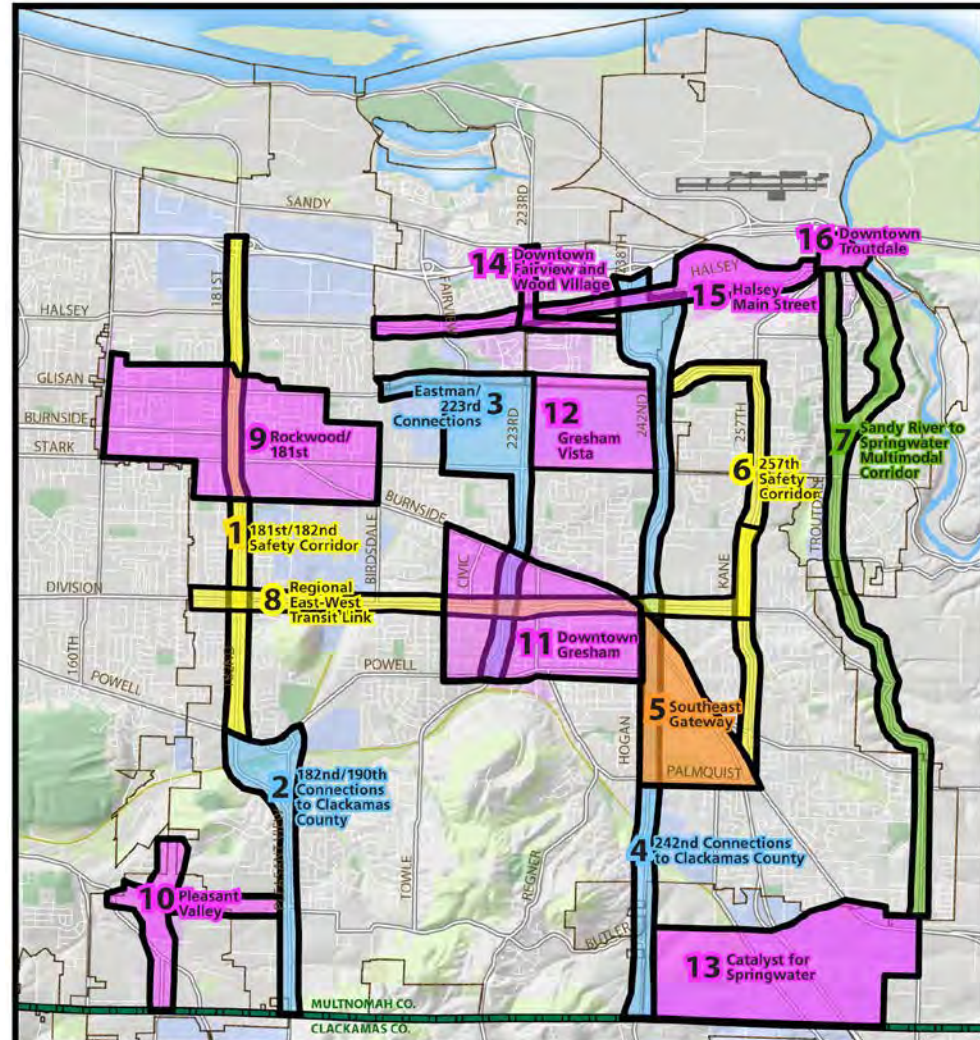 SANDY
223RD
16 Downtown
Troutdale
14 Downtown
Fairview and
Wood Village
238TH
HALSEY
15 Halsey
Main Street
181ST
FAIRVIEW
HALSEY
GLISAN
BURNSIDE
STARK
9 Rockwood/
181st
Eastman/
223rd
Connections
3
223RD
12
Gresham
Vista
242ND
257TH
6 257th
Safety
Corridor
7 Sandy River to
Springwater
Multimodal
Corridor
TROUTDALE
BURNSIDE
BIRDSDALE
1 181st/182nd
Safety Corridor
CIVIC
KANE
DIVISION
8 Regional
East-West
Transit Link
11 Downtown
Gresham
160TH
182ND
POWELL
POWELL
HOGAN
5 Southeast
Gateway
PALMQUIST
2 182nd/190th
Connections
to Clackamas
County
4 242nd Connections
to Clackamas County
TOWLE
REGNER
10 Pleasant
Valley
BUTLER
13 Catalyst for
Springwater
MULTNOMAH CO.
CLACKAMAS CO.